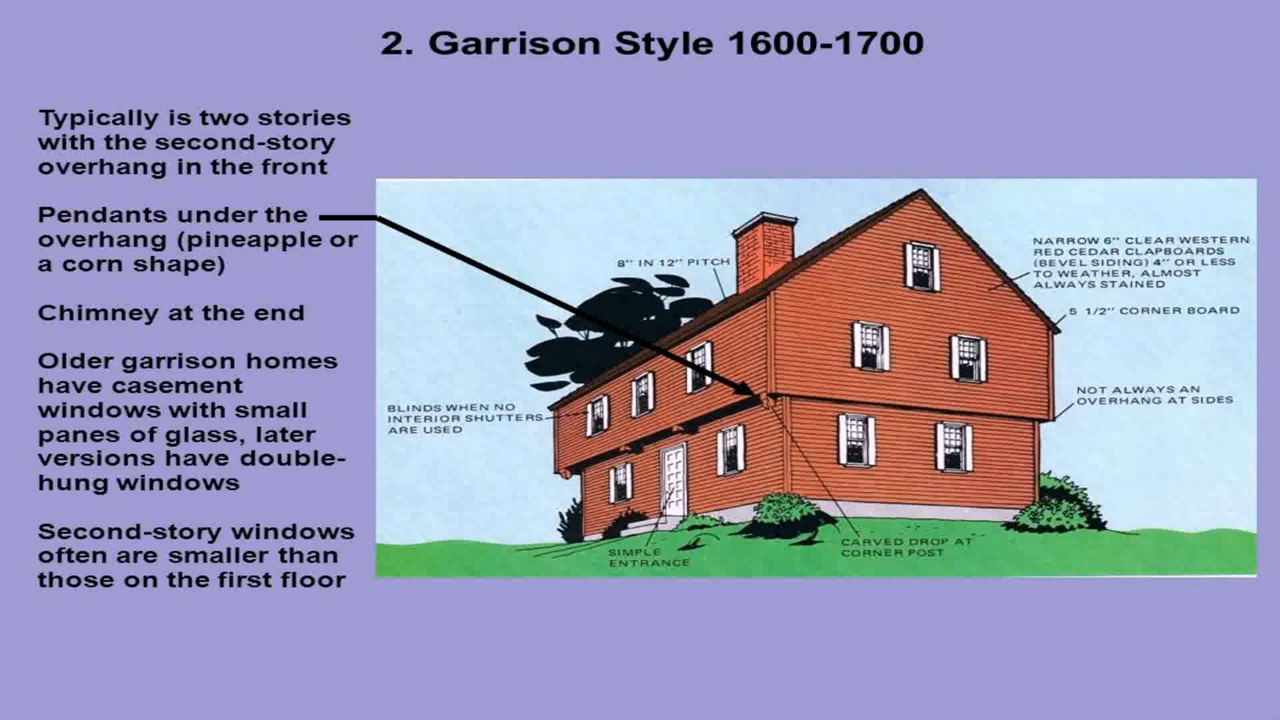 2. Garrison Style 1600-1700
Typically is two stories
with the second-story
overhang in the front
Pendants under the
overhang (pineapple or
a corn shape)
Chimney at the end
Older garrison homes
have casement
windows with small
panes of glass, later
versions have double-
hung windows
Second-story windows
often are smaller than
those on the first floor
8" IN 12" PITCH
NARROW 6" CLEAR WESTERN
RED CEDAR CLAPBOARDS
(BEVEL SIDING) 4" OR LESS
TO WEATHER, ALMOST
ALWAYS STAINED
5 1/2" CORNER BOARD
NOT ALWAYS AN
OVERHANG AT SIDES
BLINDS WHEN NO
INTERIOR SHUTTERS
ARE USED
SIMPLE
ENTRANCE
CARVED DROP AT
CORNER POST